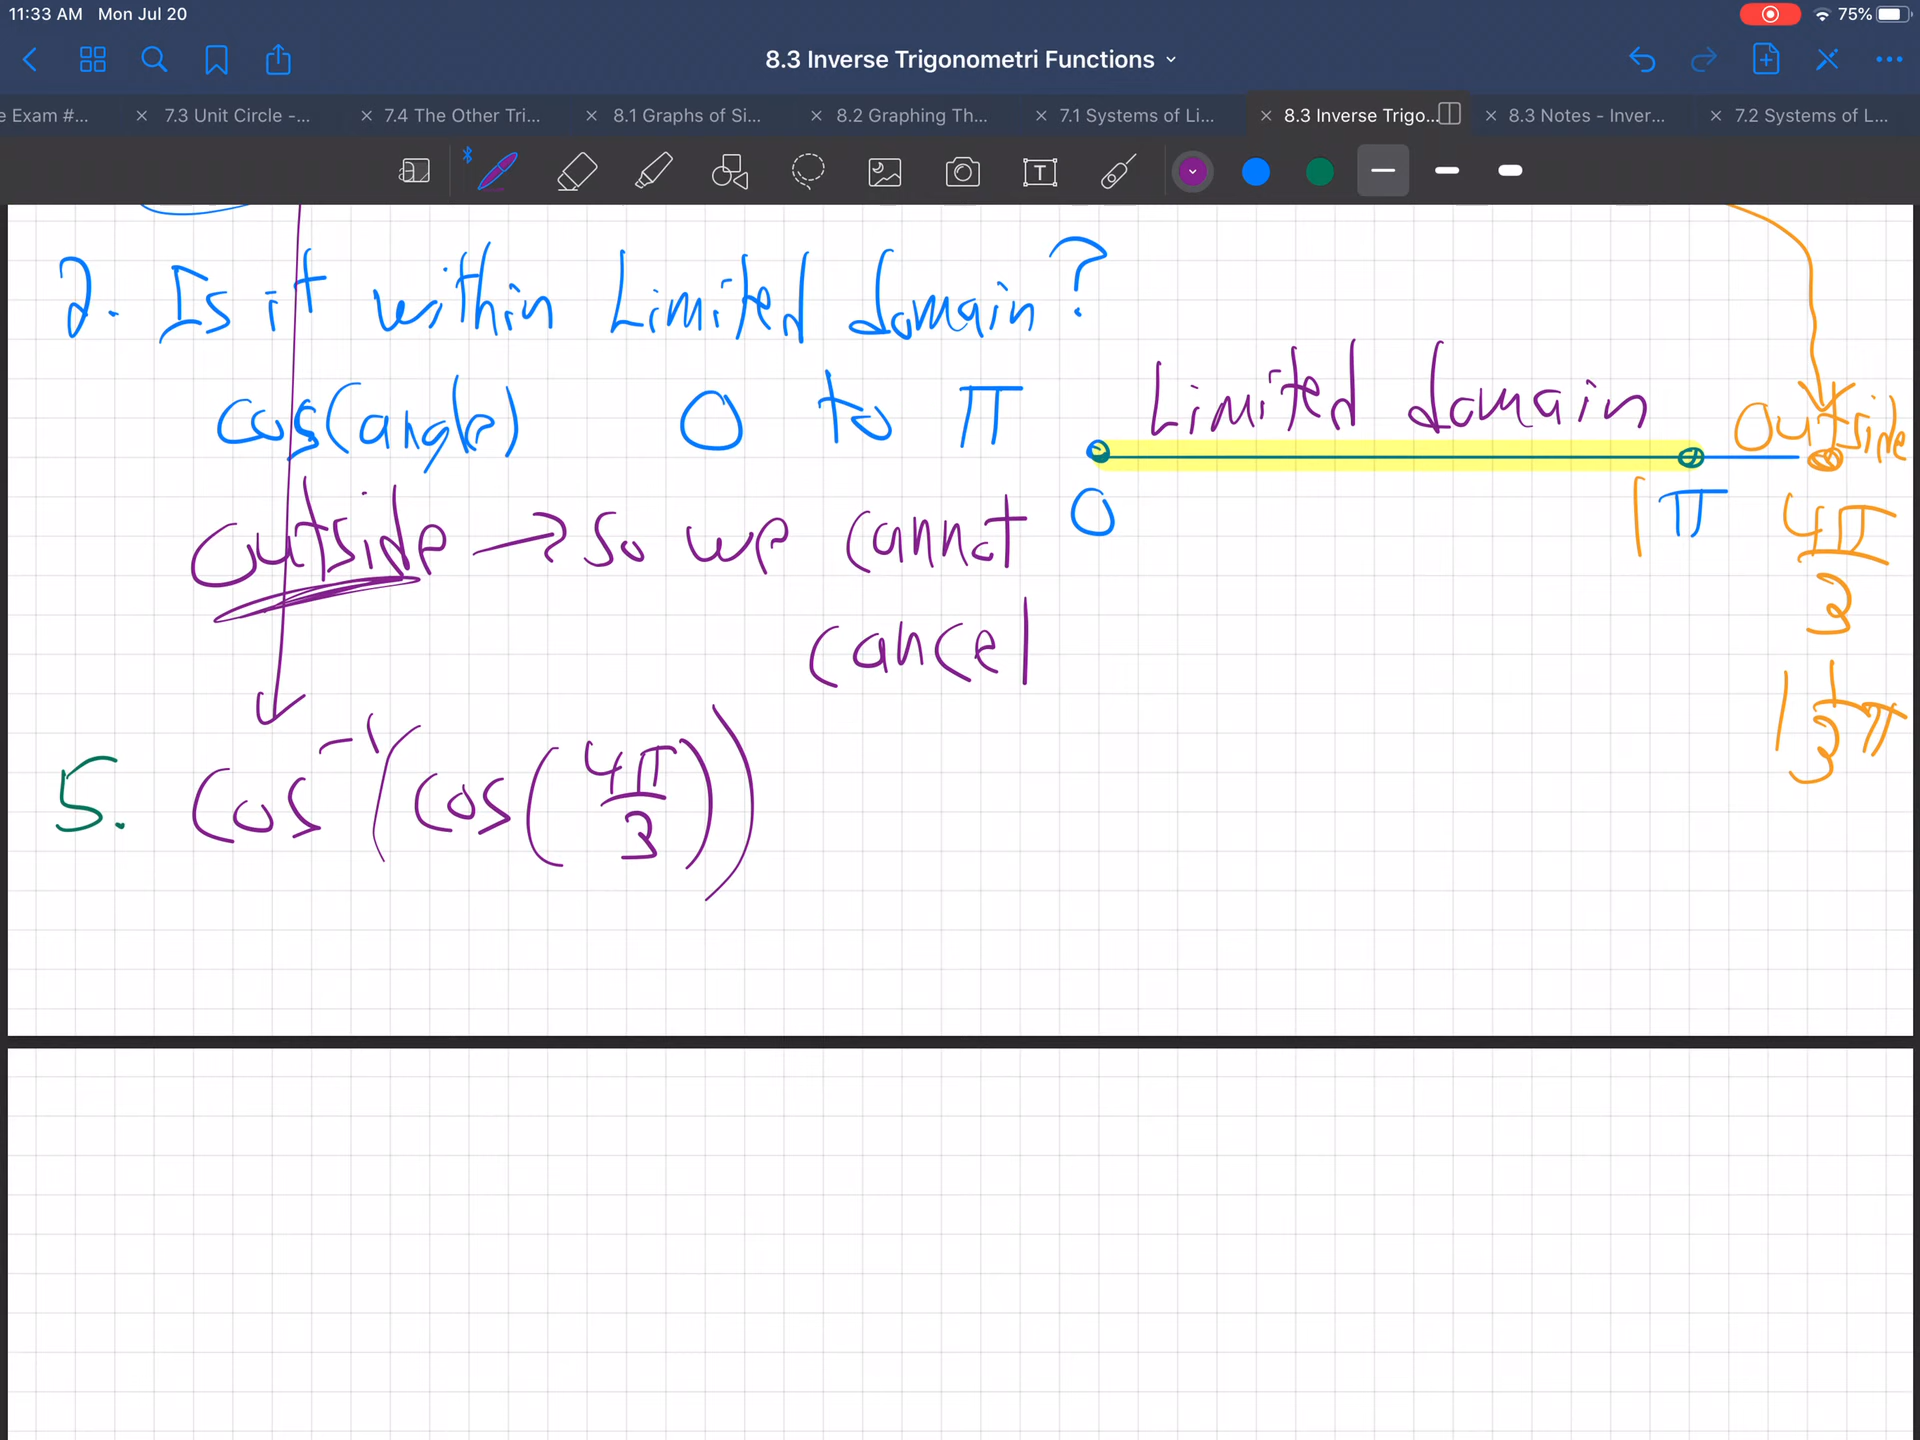 11:33 AM Mon Jul 20
75%
8.3 Inverse Trigonometri Functions
e Exam #...
7.3 Unit Circle -...
7.4 The Other Tri...
8.1 Graphs of Si...
8.2 Graphing Th...
7.1 Systems of Li...
8.3 Inverse Trigo...
8.3 Notes - Inver...
7.2 Systems of L...
T
2. Is it within Limited domain?
cos(angle) 0 to π
Limited domain
Outside
0
1 π
4π/3
1 1/3 π
outside → so we cannot
cancel
5. cos⁻¹(cos(4π/3))